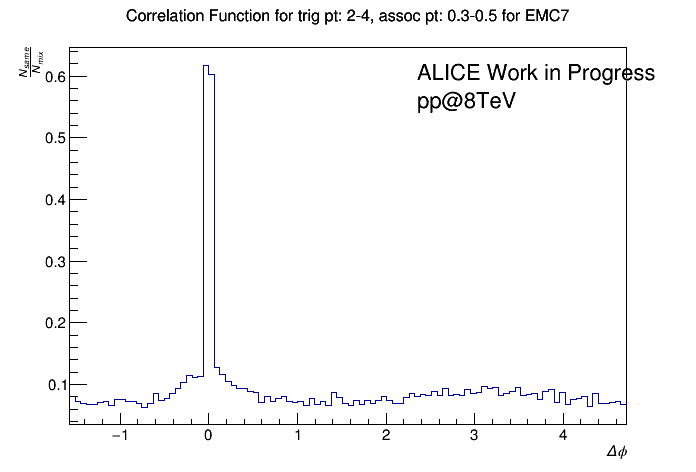 Correlation Function for trig pt: 2-4, assoc pt: 0.3-0.5 for EMC7
N_same
N_mix
ALICE Work in Progress
pp@8TeV
0.6
0.5
0.4
0.3
0.2
0.1
−1 0 1 2 3 4
Δϕ